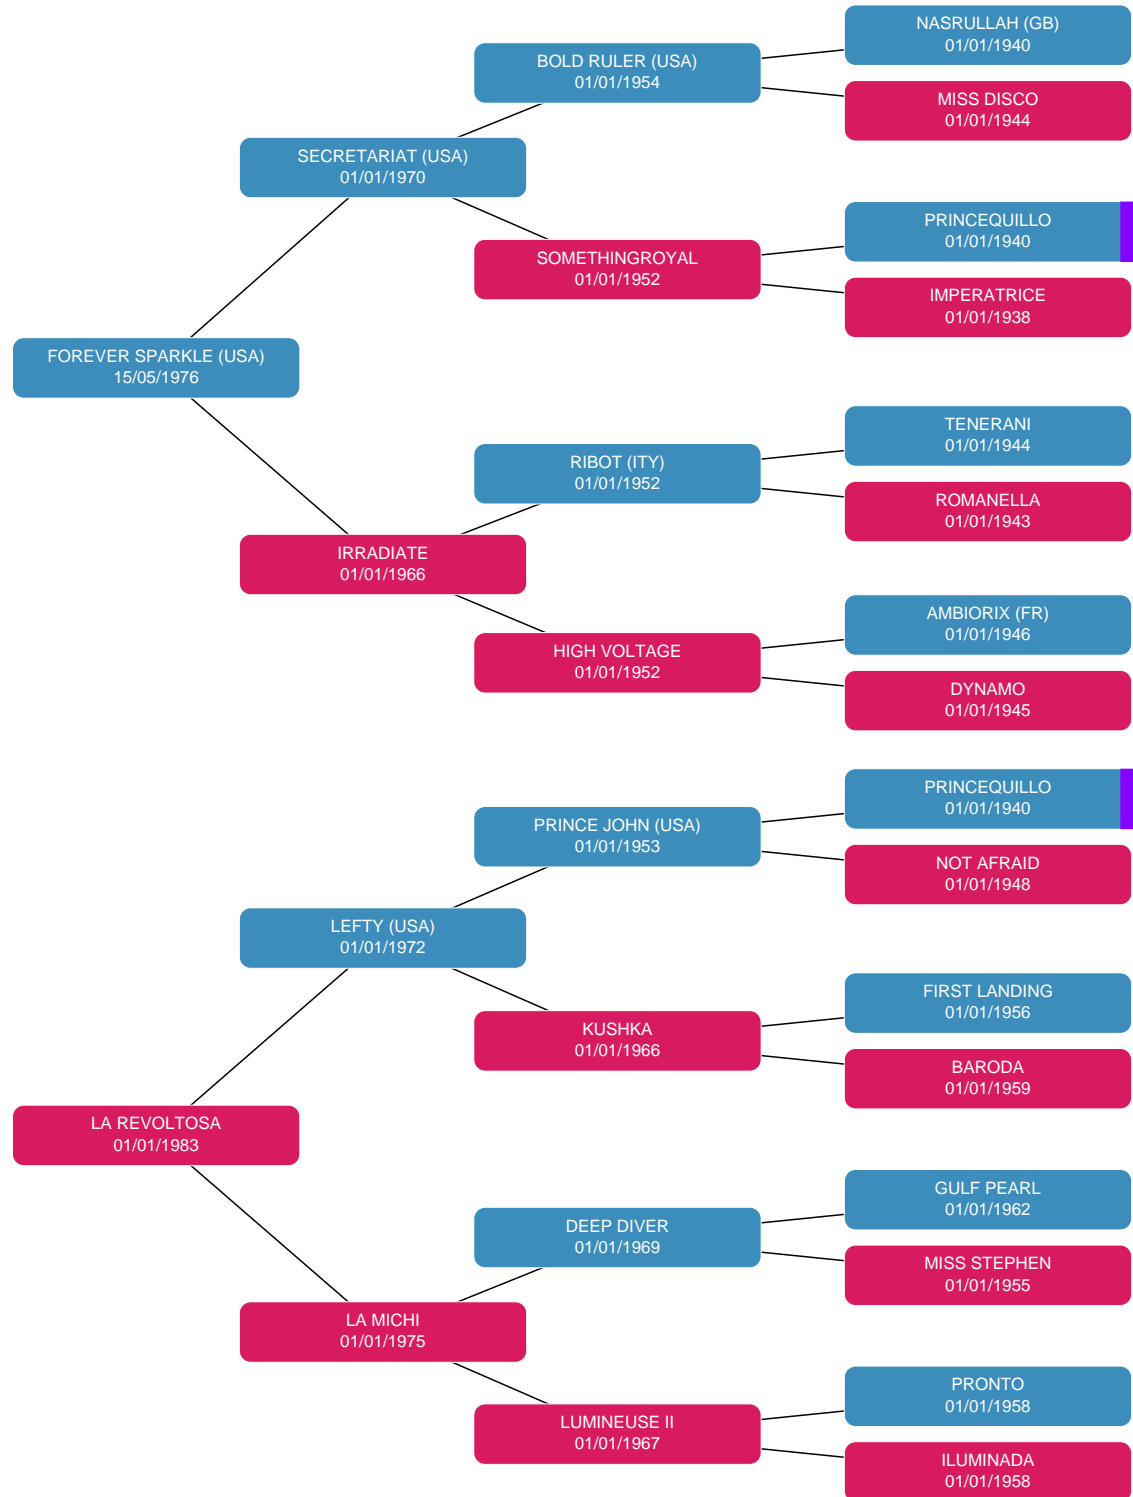 NASRULLAH (GB)
01/01/1940
BOLD RULER (USA)
01/01/1954
MISS DISCO
01/01/1944
SECRETARIAT (USA)
01/01/1970
PRINCEQUILLO
01/01/1940
SOMETHINGROYAL
01/01/1952
IMPERATRICE
01/01/1938
FOREVER SPARKLE (USA)
15/05/1976
TENERANI
01/01/1944
RIBOT (ITY)
01/01/1952
ROMANELLA
01/01/1943
IRRADIATE
01/01/1966
AMBIORIX (FR)
01/01/1946
HIGH VOLTAGE
01/01/1952
DYNAMO
01/01/1945
PRINCEQUILLO
01/01/1940
PRINCE JOHN (USA)
01/01/1953
NOT AFRAID
01/01/1948
LEFTY (USA)
01/01/1972
FIRST LANDING
01/01/1956
KUSHKA
01/01/1966
BARODA
01/01/1959
LA REVOLTOSA
01/01/1983
GULF PEARL
01/01/1962
DEEP DIVER
01/01/1969
MISS STEPHEN
01/01/1955
LA MICHI
01/01/1975
PRONTO
01/01/1958
LUMINEUSE II
01/01/1967
ILUMINADA
01/01/1958